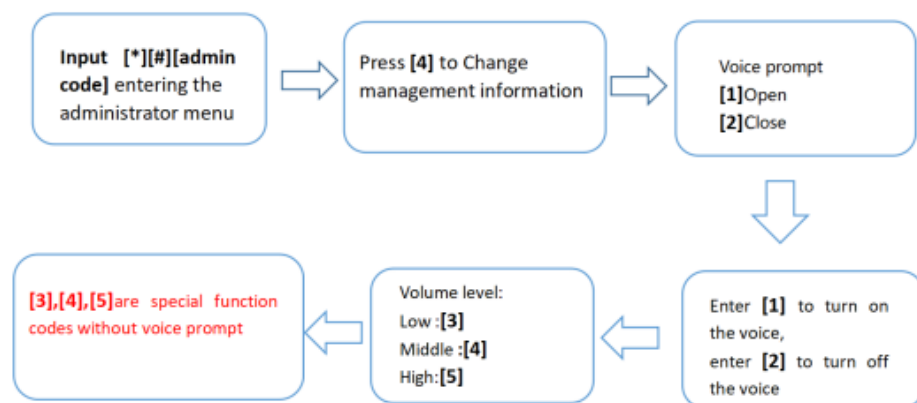 Input [*][#][admin
code] entering the
administrator menu
Press [4] to Change
management information
Voice prompt
[1]Open
[2]Close
Enter [1] to turn on
the voice,
enter [2] to turn off
the voice
Volume level:
Low :[3]
Middle :[4]
High:[5]
[3],[4],[5]are special function
codes without voice prompt